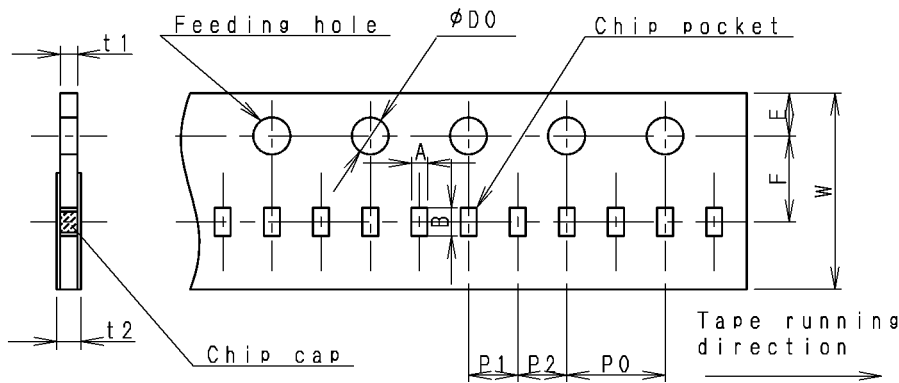 Feeding hole
φD0
Chip pocket
t1
A
B
E
F
W
t2
Chip cap
P1
P2
P0
Tape running
direction